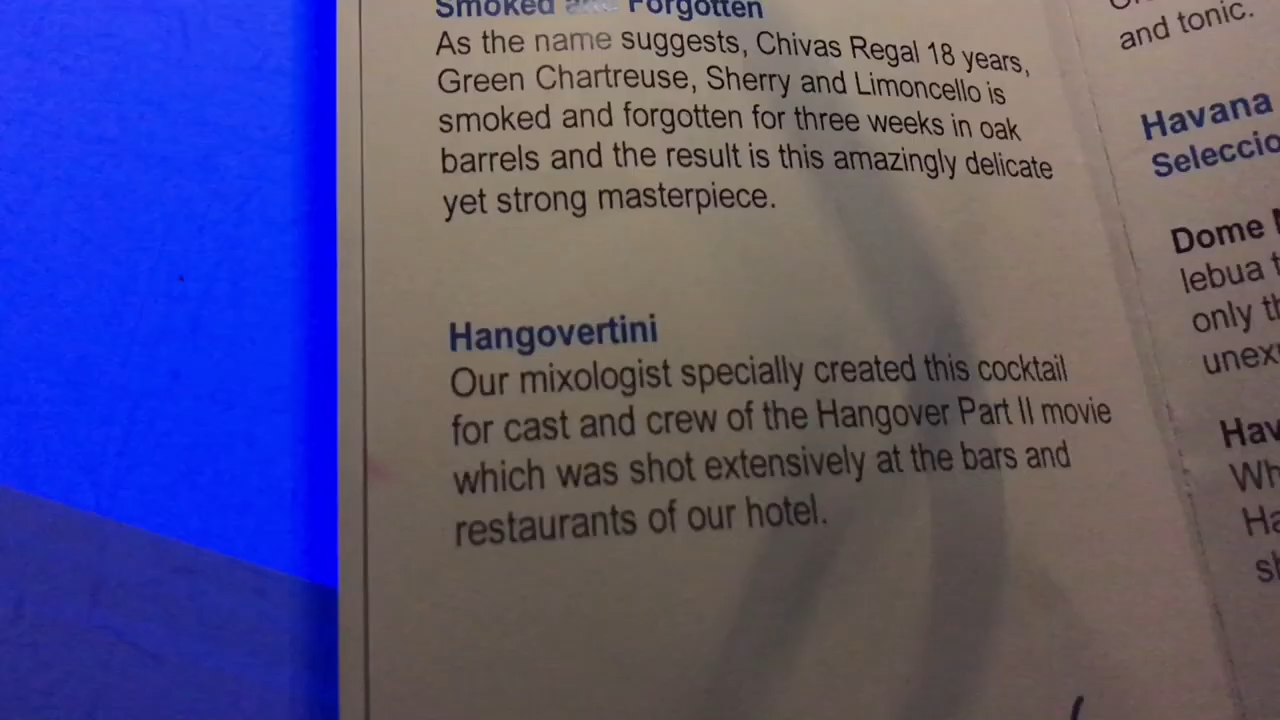 Smoked and Forgotten
As the name suggests, Chivas Regal 18 years,
Green Chartreuse, Sherry and Limoncello is
smoked and forgotten for three weeks in oak
barrels and the result is this amazingly delicate
yet strong masterpiece.
Hangovertini
Our mixologist specially created this cocktail
for cast and crew of the Hangover Part II movie
which was shot extensively at the bars and
restaurants of our hotel.
and tonic.
Havana
Dome
lebua
only